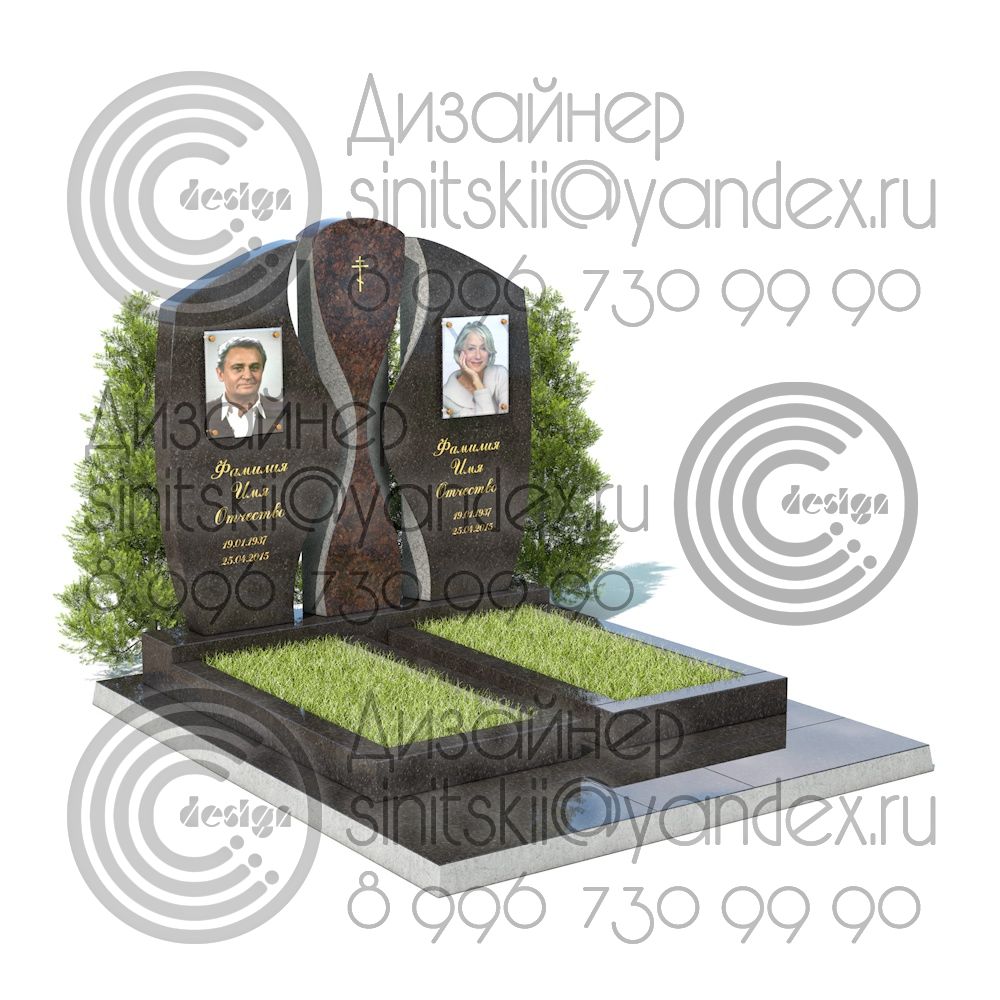 design
Дизайнер
sinitskii@yandex.ru
8 996 730 99 90
Дизайнер
sinitskii@yandex.ru
8 996 730 99 90
design
Фамилия
Имя
Отчество
19.01.1937
25.04.2015
Фамилия
Имя
Отчество
19.01.1937
25.04.2015
design
Дизайнер
sinitskii@yandex.ru
8 996 730 99 90